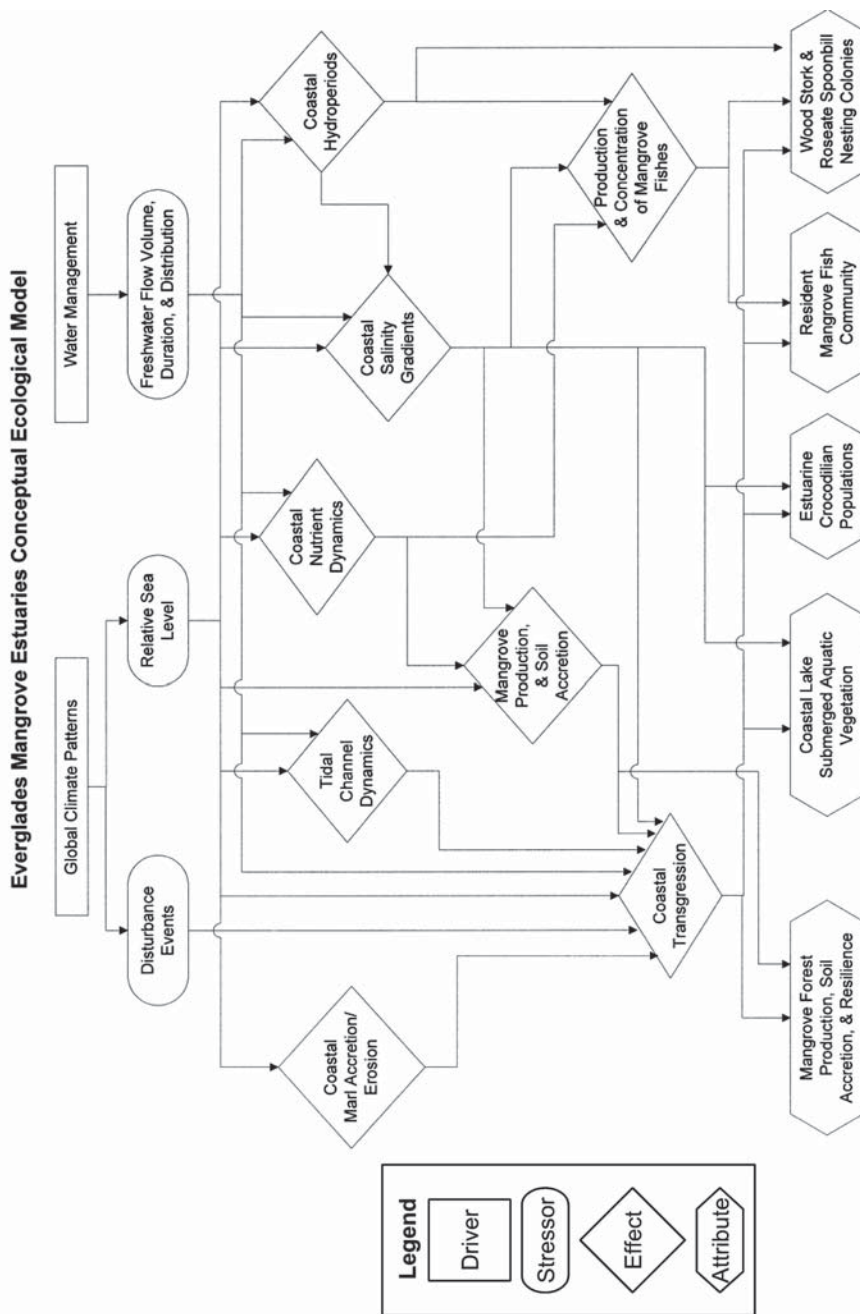 Everglades Mangrove Estuaries Conceptual Ecological Model
Global Climate Patterns
Water Management
Disturbance
Events
Relative Sea
Level
Freshwater Flow Volume,
Duration, & Distribution
Coastal
Marl Accretion/
Erosion
Tidal
Channel
Dynamics
Coastal
Nutrient
Dynamics
Coastal
Salinity
Gradients
Coastal
Hydroperiods
Mangrove
Production,
& Soil
Accretion
Production
& Concentration
of Mangrove
Fishes
Coastal
Transgression
Mangrove Forest
Production, Soil
Accretion, & Resilience
Coastal Lake
Submerged Aquatic
Vegetation
Estuarine
Crocodilian
Populations
Resident
Mangrove Fish
Community
Wood Stork &
Roseate Spoonbill
Nesting Colonies
Legend
Driver
Stressor
Effect
Attribute